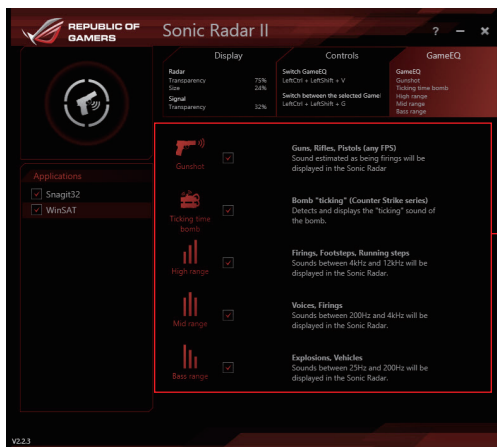 REPUBLIC OF
GAMERS
Sonic Radar II
?
Display
Controls
GameEQ
Radar
Transparency 75%
Size 24%
Signal
Transparency 32%
Switch GameEQ
LeftCtrl + LeftShift + V
Switch between the selected Game
LeftCtrl + LeftShift + G
GameEQ
Gunshot
Ticking time bomb
High range
Mid range
Bass range
Applications
Snagit32
WinSAT
Gunshot
Guns, Rifles, Pistols (any FPS)
Sound estimated as being firings will be
displayed in the Sonic Radar
Ticking time
bomb
Bomb "ticking" (Counter Strike series)
Detects and displays the "ticking" sound of
the bomb.
High range
Firings, Footsteps, Running steps
Sounds between 4kHz and 12kHz will be
displayed in the Sonic Radar.
Mid range
Voices, Firings
Sounds between 200Hz and 4kHz will be
displayed in the Sonic Radar.
Bass range
Explosions, Vehicles
Sounds between 25Hz and 200Hz will be
displayed in the Sonic Radar.
V2.2.3